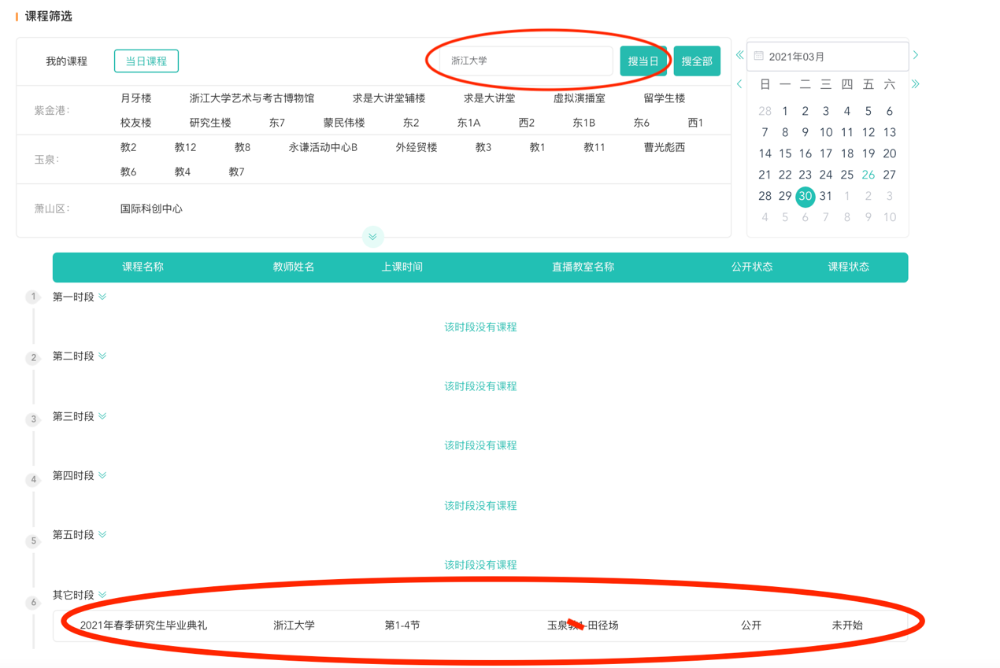 课程筛选
我的课程 当日课程 浙江大学 搜当日 搜全部
紫金港:
月牙楼 浙江大学艺术与考古博物馆 求是大讲堂辅楼 求是大讲堂 虚拟演播室 留学生楼
校友楼 研究生楼 东7 蒙民伟楼 东2 东1A 西2 东1B 东6 西1
玉泉:
教2 教12 教8 永谦活动中心B 外经贸楼 教3 教1 教11 曹光彪西
教6 教4 教7
萧山区: 国际科创中心
2021年03月
日 一 二 三 四 五 六
28 1 2 3 4 5 6
7 8 9 10 11 12 13
14 15 16 17 18 19 20
21 22 23 24 25 26 27
28 29 30 31 1 2 3
4 5 6 7 8 9 10
课程名称 教师姓名 上课时间 直播教室名称 公开状态 课程状态
1 第一时段
该时段没有课程
2 第二时段
该时段没有课程
3 第三时段
该时段没有课程
4 第四时段
该时段没有课程
5 第五时段
该时段没有课程
6 其它时段
2021年春季研究生毕业典礼 浙江大学 第1-4节 玉泉教1-田径场 公开 未开始